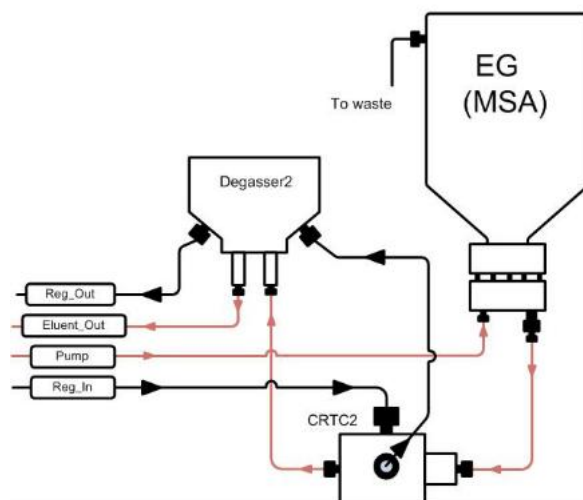 EG
(MSA)
To waste
Degasser2
Reg_Out
Eluent_Out
Pump
Reg_In
CRTC2